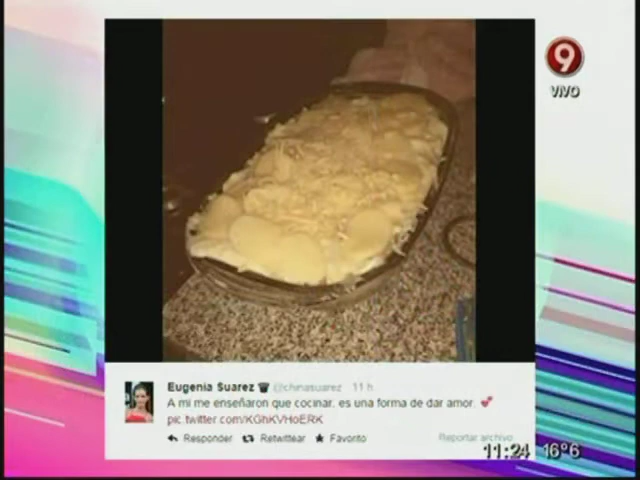 9
VIVO
Eugenia Suarez @chinasuarez 11 h
A mi me enseñaron que cocinar, es una forma de dar amor. 💕
pic.twitter.com/KGhKVHoERK
Responder Retwittear Favorito
Reportar archivo
11:24 16°6